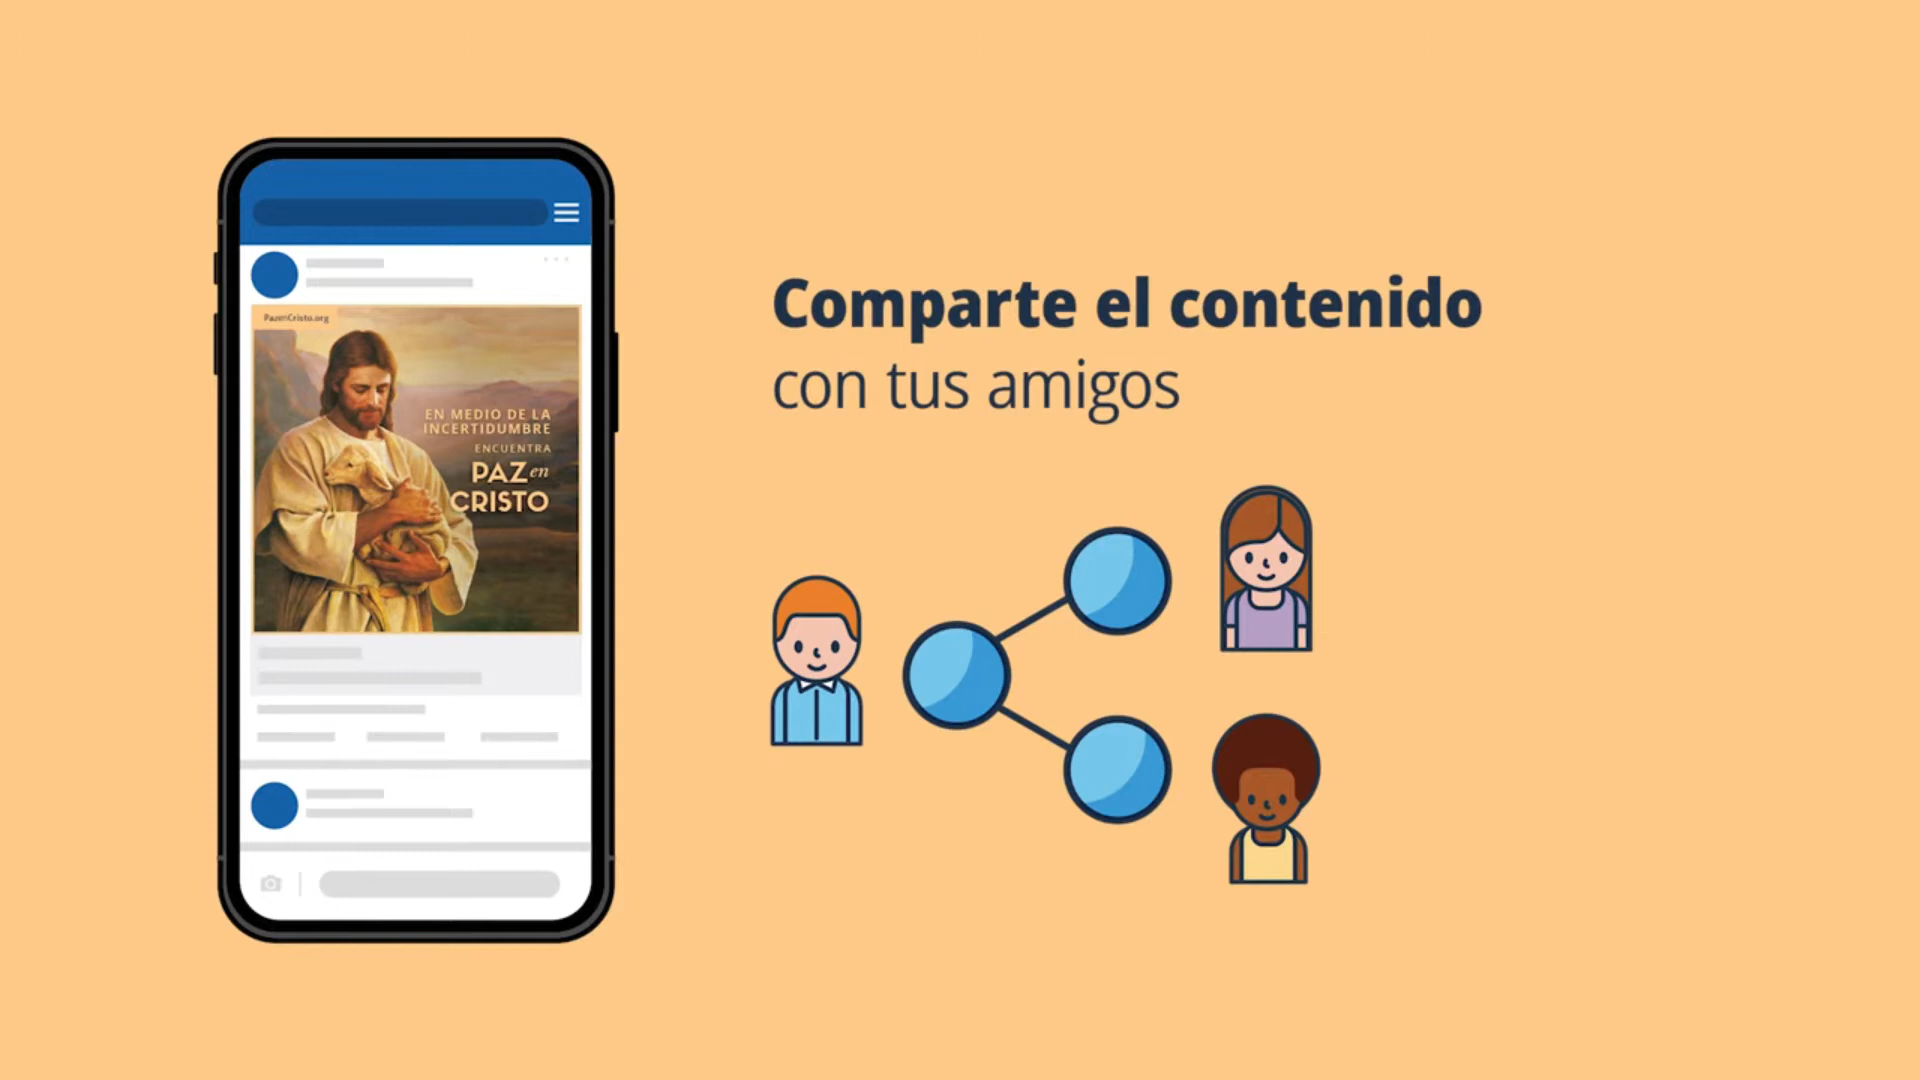 PazenCristo.org
EN MEDIO DE LA
INCERTIDUMBRE
ENCUENTRA
PAZ en
CRISTO
Comparte el contenido
con tus amigos